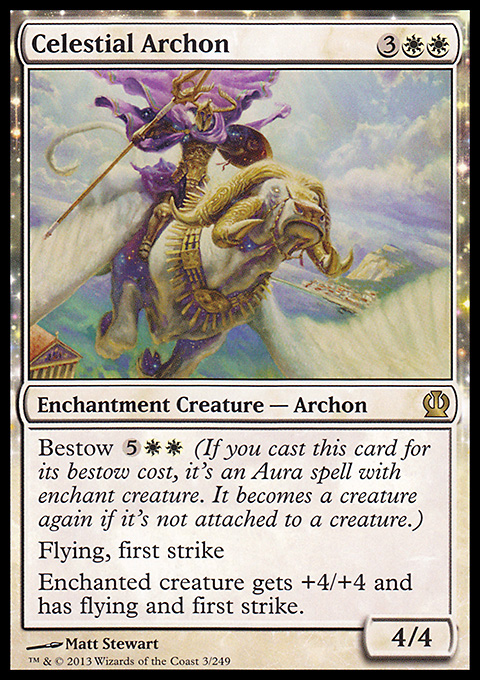 Celestial Archon 3
Enchantment Creature — Archon
Bestow 5 (If you cast this card for
its bestow cost, it's an Aura spell with
enchant creature. It becomes a creature
again if it's not attached to a creature.)
Flying, first strike
Enchanted creature gets +4/+4 and
has flying and first strike.
4/4
Matt Stewart
™ & © 2013 Wizards of the Coast 3/249